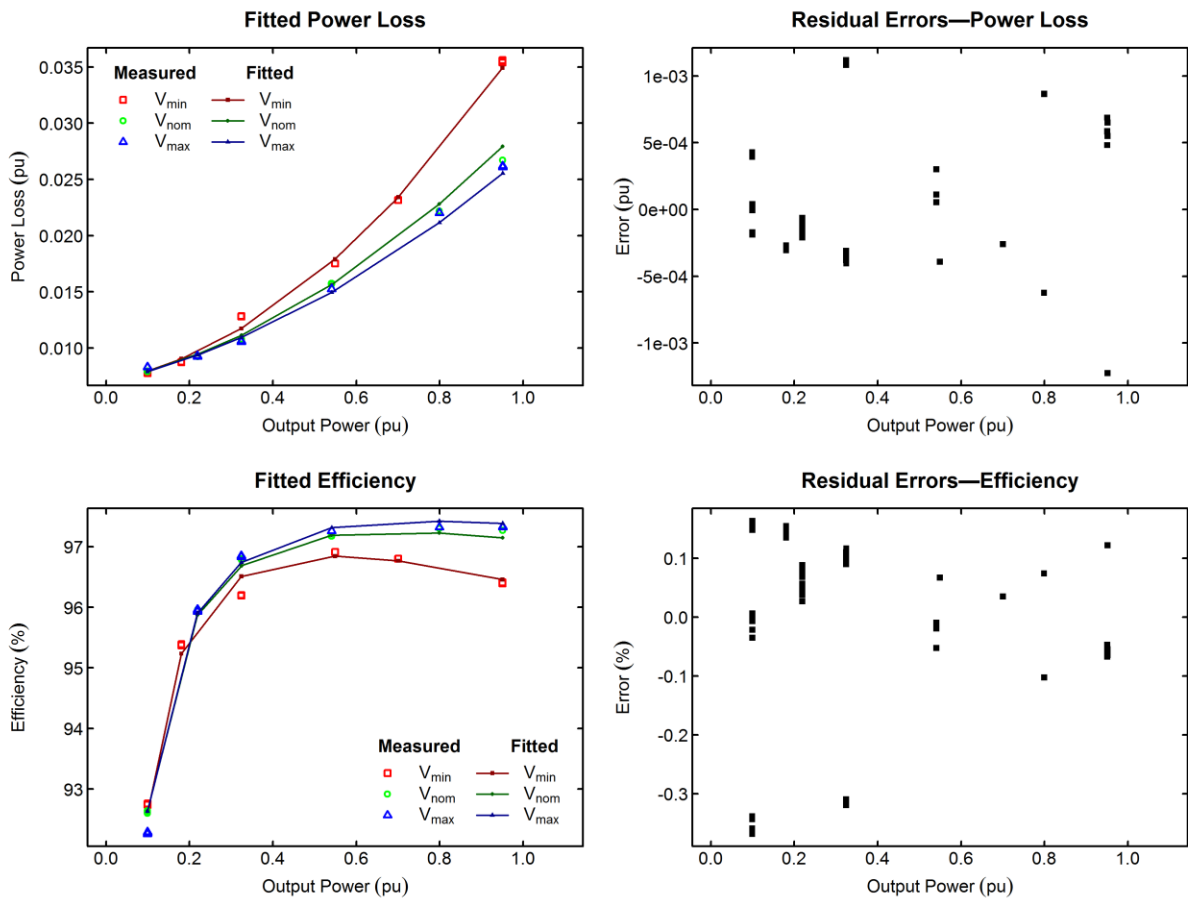 Fitted Power Loss
0.035
0.030
0.025
0.020
0.015
0.010
Power Loss (pu)
Measured Fitted
Vmin Vmin
Vnom Vnom
Vmax Vmax
0.0 0.2 0.4 0.6 0.8 1.0
Output Power (pu)
Residual Errors—Power Loss
1e-03
5e-04
0e+00
-5e-04
-1e-03
Error (pu)
0.0 0.2 0.4 0.6 0.8 1.0
Output Power (pu)
Fitted Efficiency
97
96
95
94
93
Efficiency (%)
Measured Fitted
Vmin Vmin
Vnom Vnom
Vmax Vmax
0.0 0.2 0.4 0.6 0.8 1.0
Output Power (pu)
Residual Errors—Efficiency
0.1
0.0
-0.1
-0.2
-0.3
Error (%)
0.0 0.2 0.4 0.6 0.8 1.0
Output Power (pu)